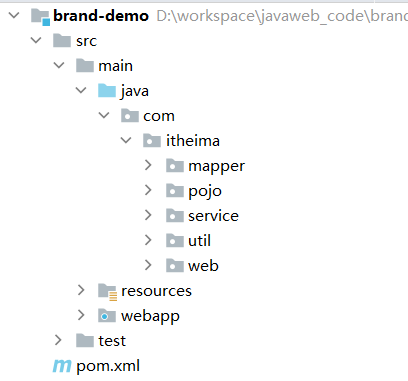 brand-demo D:\workspace\javaweb_code\bran
src
main
java
com
itheima
mapper
pojo
service
util
web
resources
webapp
test
pom.xml